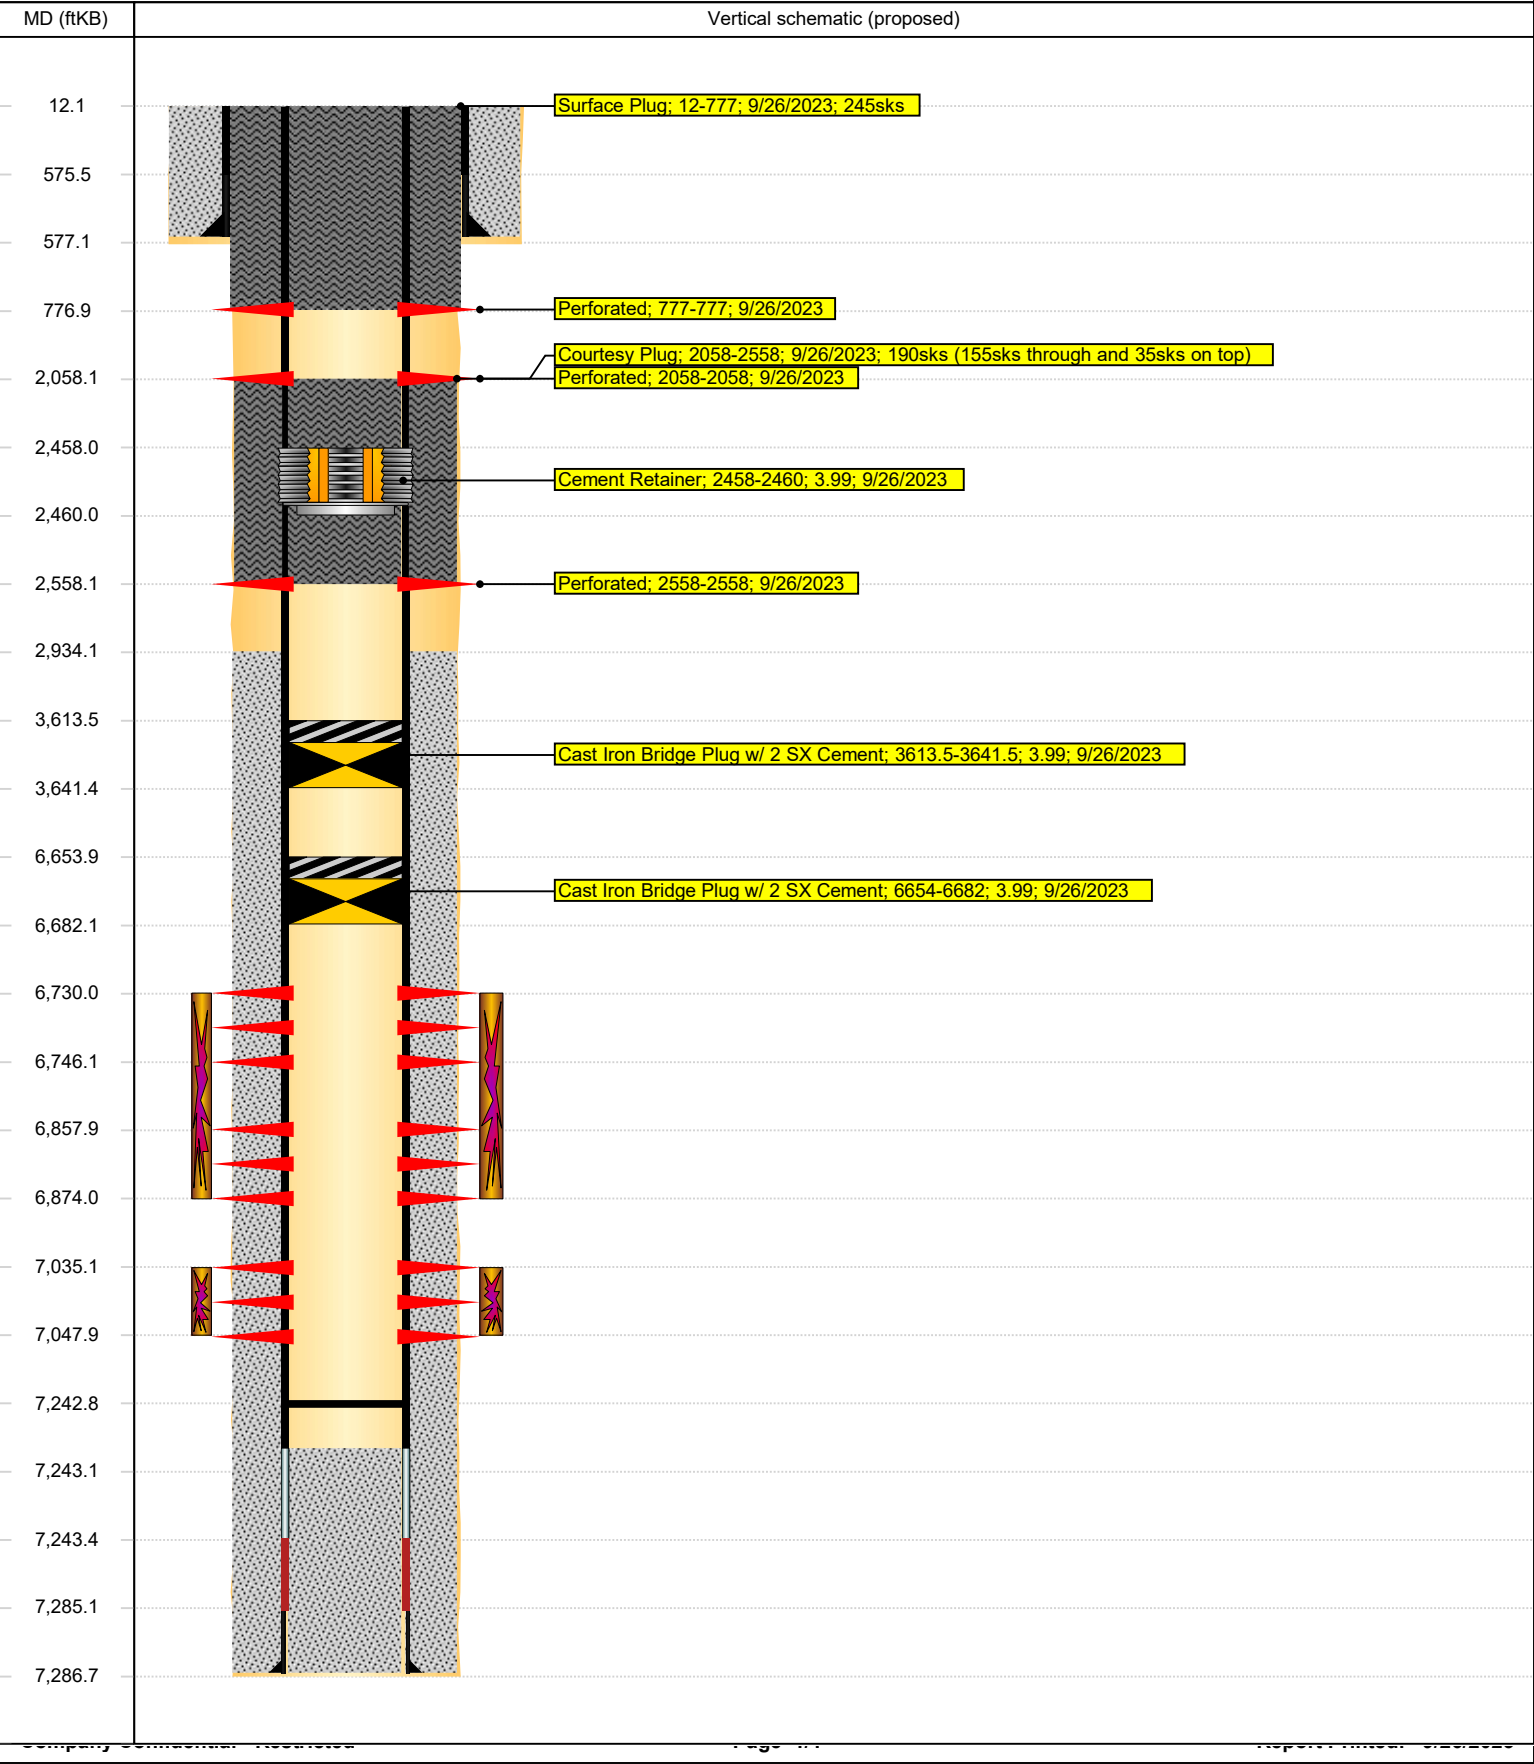 MD (ftKB)
Vertical schematic (proposed)
12.1
Surface Plug; 12-777; 9/26/2023; 245sks
575.5
577.1
776.9
Perforated; 777-777; 9/26/2023
Courtesy Plug; 2058-2558; 9/26/2023; 190sks (155sks through and 35sks on top)
2,058.1
Perforated; 2058-2058; 9/26/2023
2,458.0
Cement Retainer; 2458-2460; 3.99; 9/26/2023
2,460.0
2,558.1
Perforated; 2558-2558; 9/26/2023
2,934.1
3,613.5
Cast Iron Bridge Plug w/ 2 SX Cement; 3613.5-3641.5; 3.99; 9/26/2023
3,641.4
6,653.9
Cast Iron Bridge Plug w/ 2 SX Cement; 6654-6682; 3.99; 9/26/2023
6,682.1
6,730.0
6,746.1
6,857.9
6,874.0
7,035.1
7,047.9
7,242.8
7,243.1
7,243.4
7,285.1
7,286.7